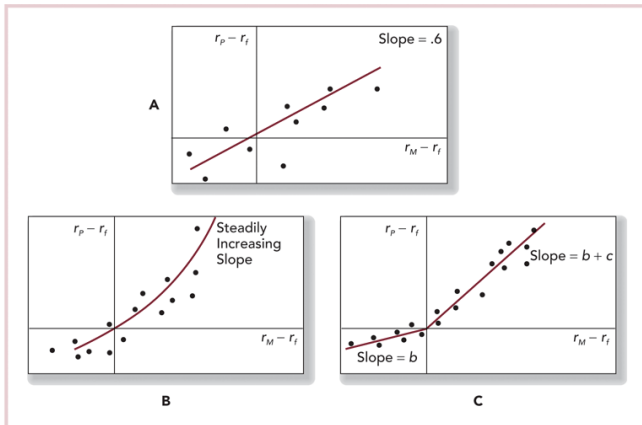 r_P − r_f
Slope = .6
A
r_M − r_f
r_P − r_f
Steadily
Increasing
Slope
r_M − r_f
B
r_P − r_f
Slope = b + c
r_M − r_f
Slope = b
C